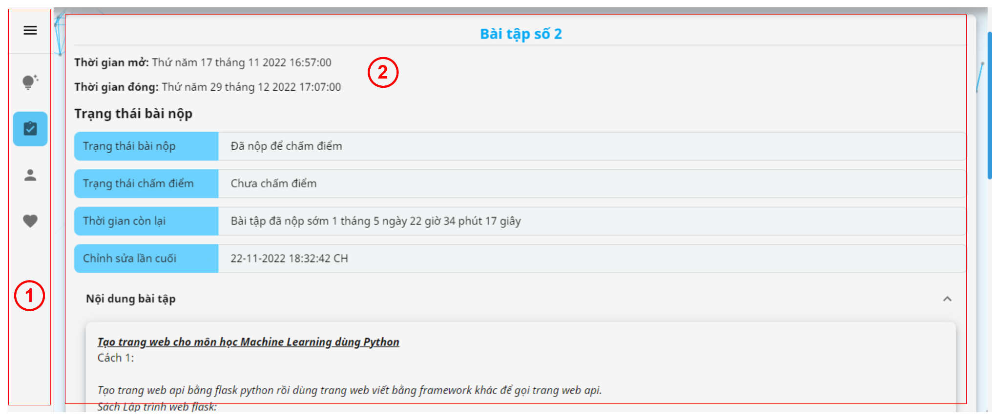 Bài tập số 2
Thời gian mở: Thứ năm 17 tháng 11 2022 16:57:00
2
Thời gian đóng: Thứ năm 29 tháng 12 2022 17:07:00
Trạng thái bài nộp
Trạng thái bài nộp Đã nộp để chấm điểm
Trạng thái chấm điểm Chưa chấm điểm
Thời gian còn lại Bài tập đã nộp sớm 1 tháng 5 ngày 22 giờ 34 phút 17 giây
Chỉnh sửa lần cuối 22-11-2022 18:32:42 CH
1
Nội dung bài tập
Tạo trang web cho môn học Machine Learning dùng Python
Cách 1:
Tạo trang web api bằng flask python rồi dùng trang web viết bằng framework khác để gọi trang web api.
Sách Lập trình web flask: